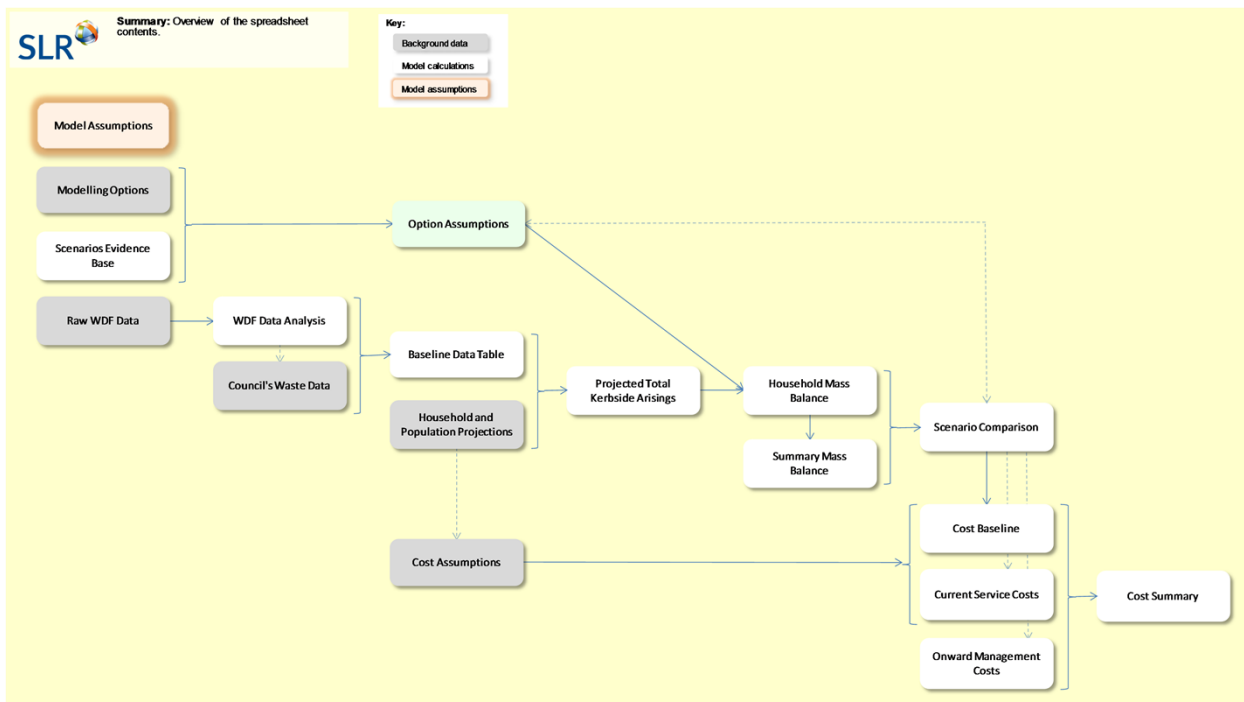 SLR
Summary: Overview of the spreadsheet
contents.
Key:
Background data
Model calculations
Model assumptions
Model Assumptions
Modelling Options
Scenarios Evidence
Base
Option Assumptions
Raw WDF Data
WDF Data Analysis
Council's Waste Data
Baseline Data Table
Household and
Population Projections
Projected Total
Kerbside Arisings
Household Mass
Balance
Summary Mass
Balance
Scenario Comparison
Cost Assumptions
Cost Baseline
Current Service Costs
Onward Management
Costs
Cost Summary